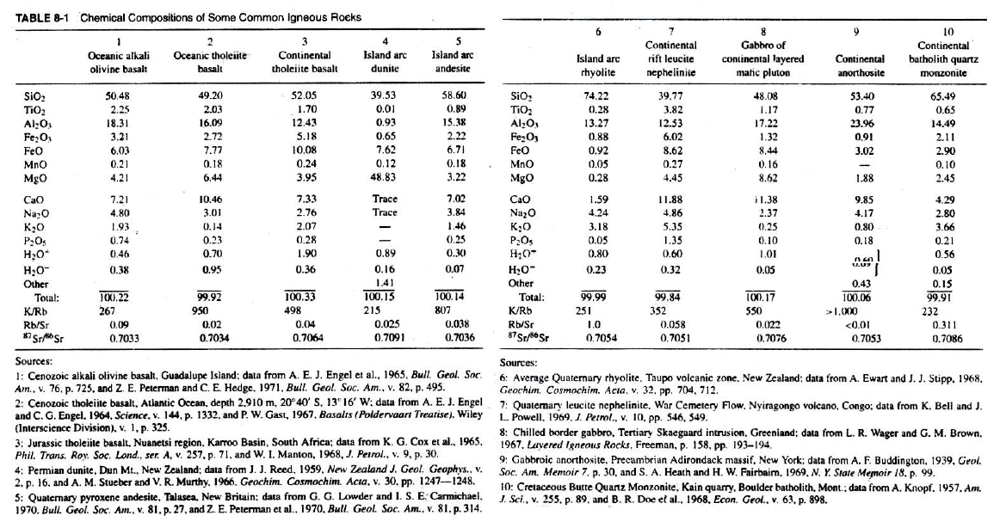 TABLE 8-1 Chemical Compositions of Some Common Igneous Rocks
1 2 3 4 5
Oceanic alkali Oceanic tholeiite Continental Island arc Island arc
olivine basalt basalt tholeiite basalt dunite andesite
SiO₂ 50.48 49.20 52.05 39.53 58.60
TiO₂ 2.25 2.03 1.70 0.01 0.89
Al₂O₃ 18.31 16.09 12.43 0.93 15.38
Fe₂O₃ 3.21 2.72 5.18 0.65 2.22
FeO 6.03 7.77 10.08 7.62 6.71
MnO 0.21 0.18 0.24 0.12 0.18
MgO 4.21 6.44 3.95 48.83 3.22
CaO 7.21 10.46 7.33 Trace 7.02
Na₂O 4.80 3.01 2.76 Trace 3.84
K₂O 1.93 0.14 2.07 — 1.46
P₂O₅ 0.74 0.23 0.28 — 0.25
H₂O⁺ 0.46 0.70 1.90 0.89 0.30
H₂O⁻ 0.38 0.95 0.36 0.16 0.07
Other 1.41
Total: 100.22 99.92 100.33 100.15 100.14
K/Rb 267 950 498 215 807
Rb/Sr 0.09 0.02 0.04 0.025 0.038
⁸⁷Sr/⁸⁶Sr 0.7033 0.7034 0.7064 0.7091 0.7036
Sources:
1: Cenozoic alkali olivine basalt, Guadalupe Island; data from A. E. J. Engel et al., 1965, Bull. Geol. Soc.
Am., v. 76, p. 725, and Z. E. Peterman and C. E. Hedge, 1971, Bull. Geol. Soc. Am., v. 82, p. 495.
2: Cenozoic tholeiite basalt, Atlantic Ocean, depth 2,910 m, 20°40′ S, 13°16′ W; data from A. E. J. Engel
and C. G. Engel, 1964, Science, v. 144, p. 1332, and P. W. Gast, 1967, Basalts (Poldervaart Treatise), Wiley
(Interscience Division), v. 1, p. 325.
3: Jurassic tholeiite basalt, Nuanetsi region, Karroo Basin, South Africa; data from K. G. Cox et al., 1965,
Phil. Trans. Roy. Soc. Lond., ser. A, v. 257, p. 71, and W. I. Manton, 1968, J. Petrol., v. 9, p. 30.
4: Permian dunite, Dun Mt., New Zealand; data from J. J. Reed, 1959, New Zealand J. Geol. Geophys., v.
2, p. 16, and A. M. Stueber and V. R. Murthy, 1966, Geochim. Cosmochim. Acta, v. 30, pp. 1247—1248.
5: Quaternary pyroxene andesite, Talasea, New Britain; data from G. G. Lowder and I. S. E. Carmichael,
1970, Bull. Geol. Soc. Am., v. 81, p. 27, and Z. E. Peterman et al., 1970, Bull. Geol. Soc. Am., v. 81, p. 314.
6 7 8 9 10
Continental Gabbro of Continental
Island arc rift leucite continental layered Continental batholith quartz
rhyolite nephelinite mafic pluton anorthosite monzonite
SiO₂ 74.22 39.77 48.08 53.40 65.49
TiO₂ 0.28 3.82 1.17 0.77 0.65
Al₂O₃ 13.27 12.53 17.22 23.96 14.49
Fe₂O₃ 0.88 6.02 1.32 0.91 2.11
FeO 0.92 8.62 8.44 3.02 2.90
MnO 0.05 0.27 0.16 — 0.10
MgO 0.28 4.45 8.62 1.88 2.45
CaO 1.59 11.88 11.38 9.85 4.29
Na₂O 4.24 4.86 2.37 4.17 2.80
K₂O 3.18 5.35 0.25 0.80 3.66
P₂O₅ 0.05 1.35 0.10 0.18 0.21
H₂O⁺ 0.80 0.60 1.01 0.56
H₂O⁻ 0.23 0.32 0.05 0.05
Other 0.43 0.15
Total: 99.99 99.84 100.17 100.06 99.91
K/Rb 251 352 550 >1,000 232
Rb/Sr 1.0 0.058 0.022 <0.01 0.311
⁸⁷Sr/⁸⁶Sr 0.7054 0.7051 0.7076 0.7053 0.7086
Sources:
6: Average Quaternary rhyolite, Taupo volcanic zone, New Zealand; data from A. Ewart and J. J. Stipp, 1968,
Geochim. Cosmochim. Acta, v. 32, pp. 704, 712.
7: Quaternary leucite nephelinite, War Cemetery Flow, Nyiragongo volcano, Congo; data from K. Bell and J.
L. Powell, 1969, J. Petrol., v. 10, pp. 546, 549.
8: Chilled border gabbro, Tertiary Skaegaard intrusion, Greenland; data from L. R. Wager and G. M. Brown,
1967, Layered Igneous Rocks, Freeman, p. 158, pp. 193–194.
9: Gabbroic anorthosite, Precambrian Adirondack massif, New York; data from A. F. Buddington, 1939, Geol.
Soc. Am. Memoir 7, p. 30, and S. A. Heath and H. W. Fairbairn, 1969, N. Y. State Memoir 18, p. 99.
10: Cretaceous Butte Quartz Monzonite, Kain quarry, Boulder batholith, Mont.; data from A. Knopf, 1957, Am.
J. Sci., v. 255, p. 89, and B. R. Doe et al., 1968, Econ. Geol., v. 63, p. 898.